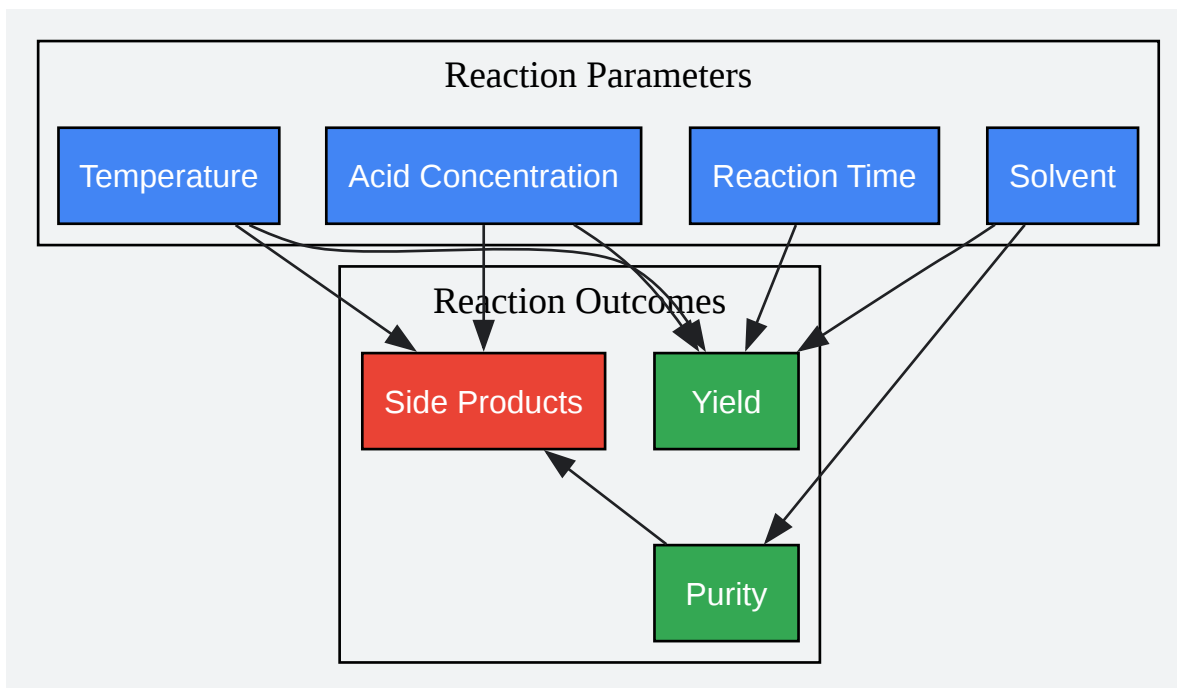 Reaction Parameters
Temperature
Acid Concentration
Reaction Time
Solvent
Reaction Outcomes
Side Products
Yield
Purity